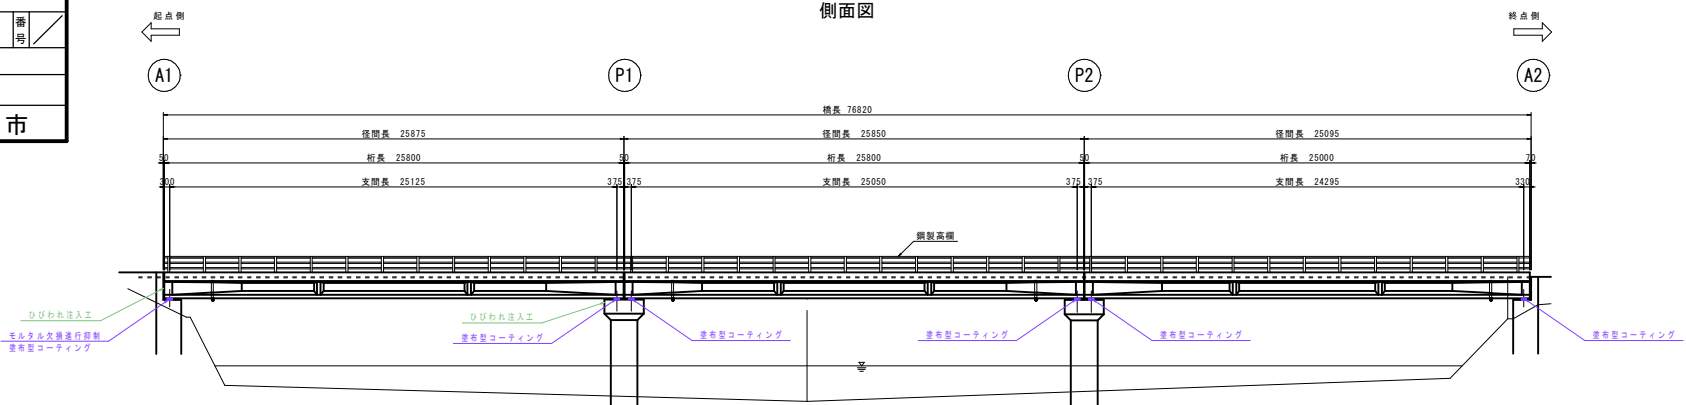 側面図
番号
起点側
終点側
A1
P1
P2
A2
市
橋長 76820
径間長 25875
径間長 25850
径間長 25095
50
桁長 25800
50
桁長 25800
50
桁長 25000
70
300
支間長 25125
375
375
支間長 25050
375
375
支間長 24295
330
鋼製高欄
ひびわれ注入工
モルタル欠損進行抑制
塗布型コーティング
ひびわれ注入工
塗布型コーティング
塗布型コーティング
塗布型コーティング
塗布型コーティング
塗布型コーティング